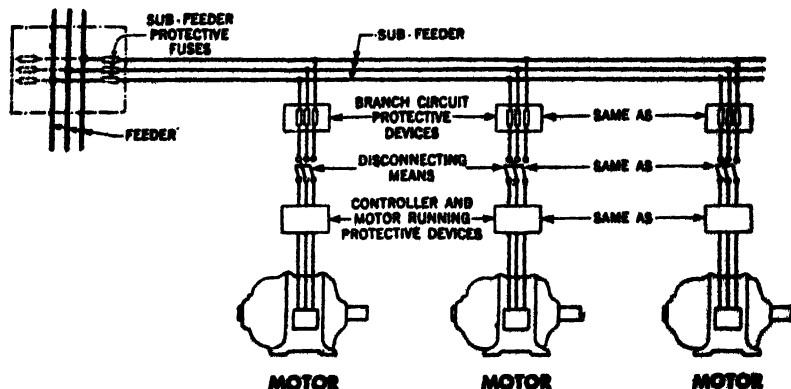 SUB-FEEDER
PROTECTIVE
FUSES
SUB-FEEDER
FEEDER
BRANCH CIRCUIT
PROTECTIVE
DEVICES
SAME AS
DISCONNECTING
MEANS
SAME AS
CONTROLLER AND
MOTOR RUNNING
PROTECTIVE DEVICES
SAME AS
MOTOR
MOTOR
MOTOR